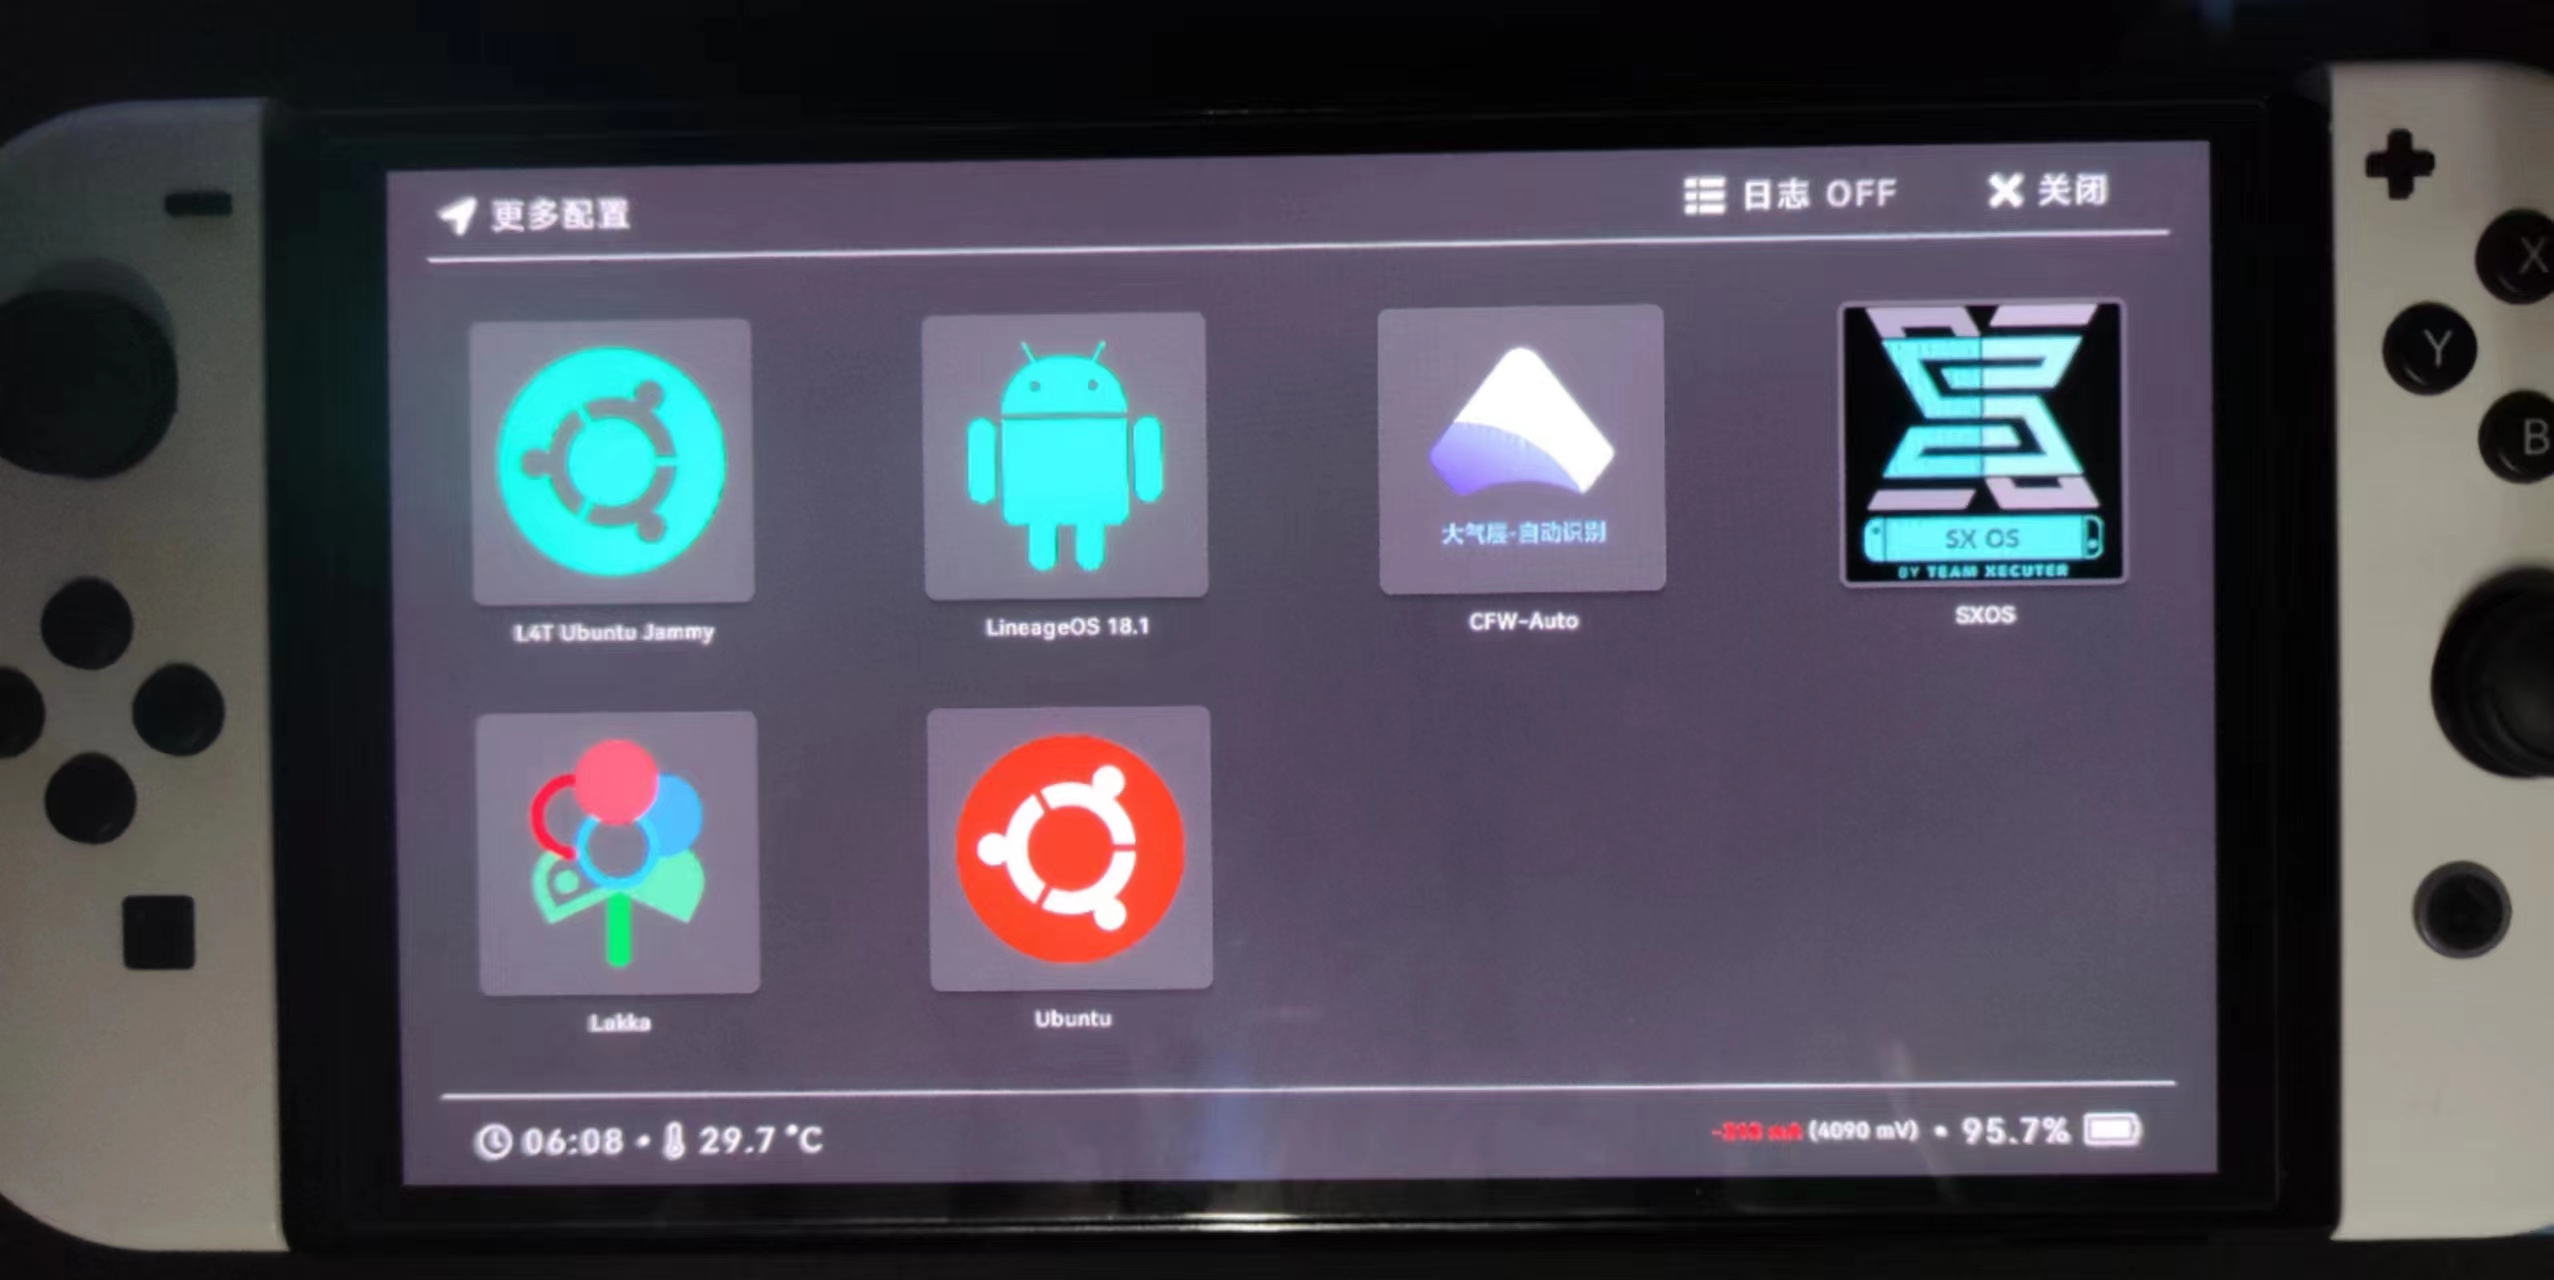 更多配置
日志 OFF
关闭
大气层-自动识别
SX OS
BY TEAM XECUTER
L4T Ubuntu Jammy
LineageOS 18.1
CFW-Auto
SXOS
Lakka
Ubuntu
06:08 • 29.7 °C
(4090 mV) • 95.7%
X
Y
B